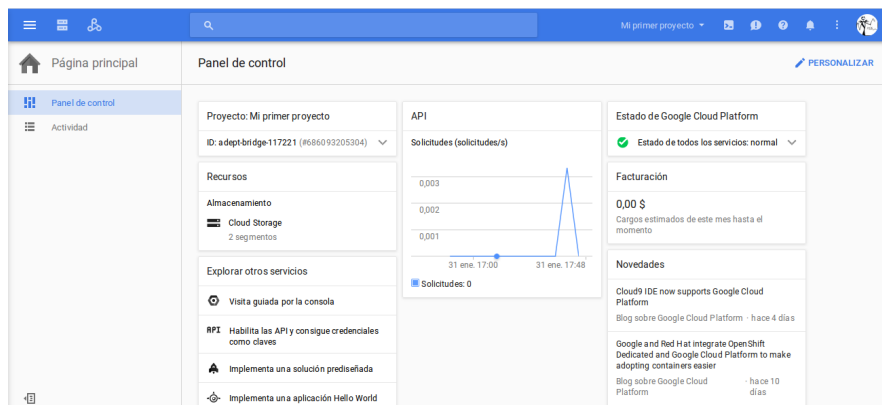 Mi primer proyecto
Página principal
Panel de control
PERSONALIZAR
Panel de control
Actividad
Proyecto: Mi primer proyecto
ID: adept-bridge-117221 (#686093205304)
Recursos
Almacenamiento
Cloud Storage
2 segmentos
Explorar otros servicios
Visita guiada por la consola
API
Habilita las API y consigue credenciales
como claves
Implementa una solución prediseñada
Implementa una aplicación Hello World
API
Solicitudes (solicitudes/s)
0,003
0,002
0,001
31 ene. 17:00
31 ene. 17:48
Solicitudes: 0
Estado de Google Cloud Platform
Estado de todos los servicios: normal
Facturación
0,00 $
Cargos estimados de este mes hasta el
momento
Novedades
Cloud9 IDE now supports Google Cloud
Platform
Blog sobre Google Cloud Platform · hace 4 días
Google and Red Hat integrate OpenShift
Dedicated and Google Cloud Platform to make
adopting containers easier
Blog sobre Google Cloud · hace 10
Platform días